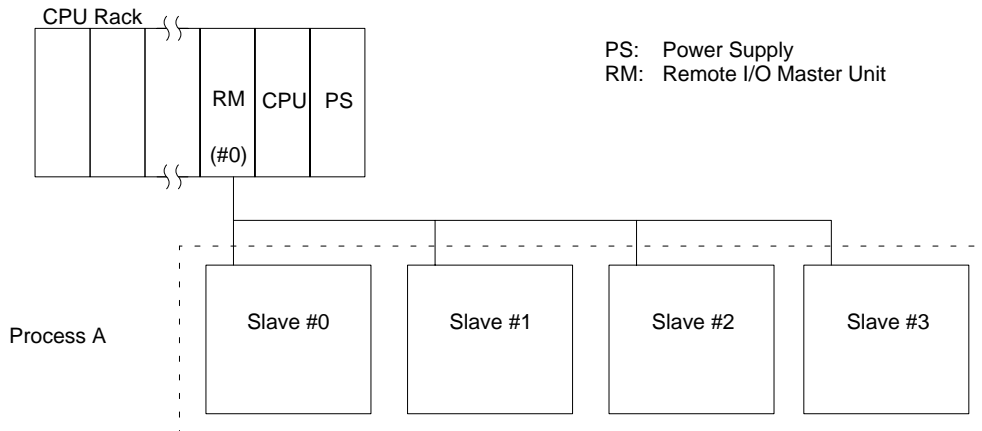 CPU Rack
PS: Power Supply
RM: Remote I/O Master Unit
RM CPU PS
(#0)
Slave #0 Slave #1 Slave #2 Slave #3
Process A